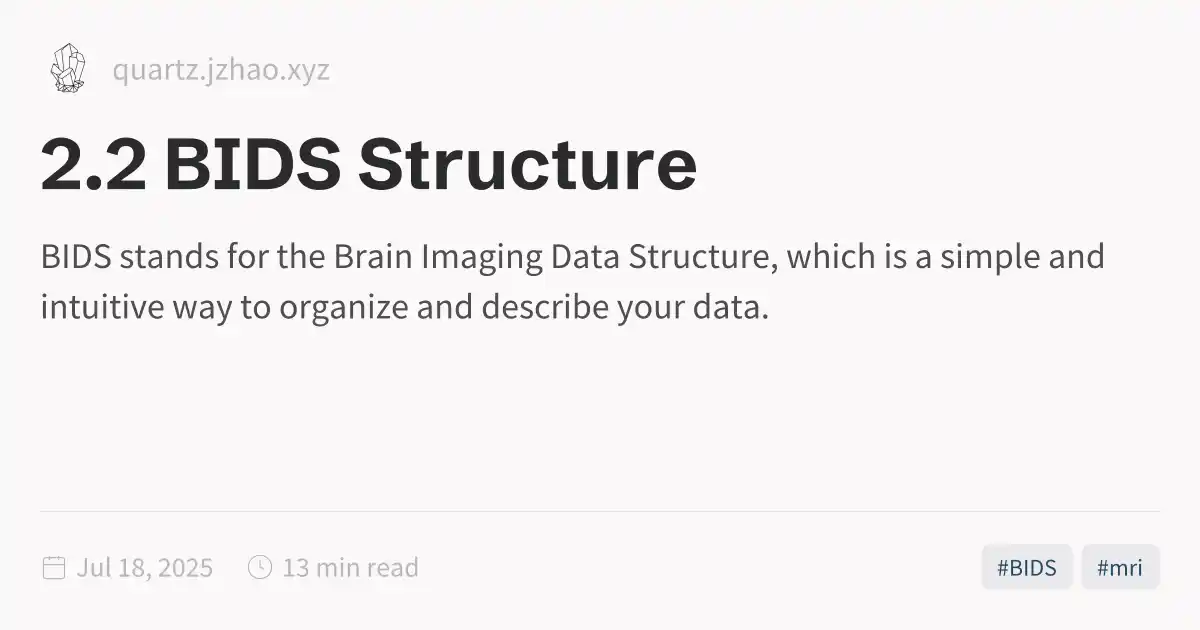 quartz.jzhao.xyz
2.2 BIDS Structure
BIDS stands for the Brain Imaging Data Structure, which is a simple and
intuitive way to organize and describe your data.
Jul 18, 2025
13 min read
#BIDS
#mri